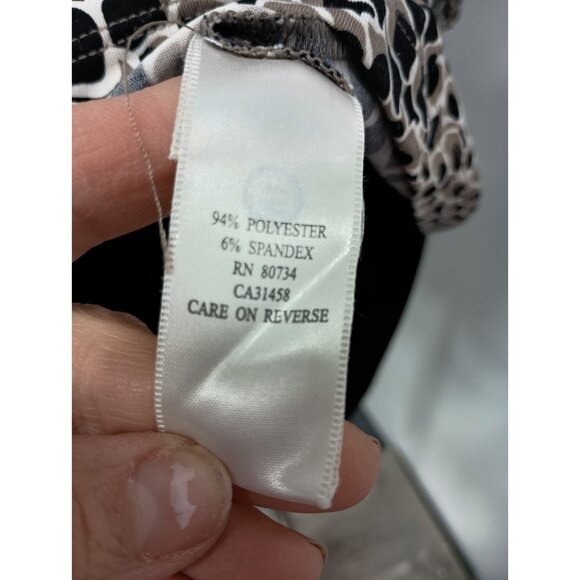 94% POLYESTER
6% SPANDEX
RN 80734
CA31458
CARE ON REVERSE